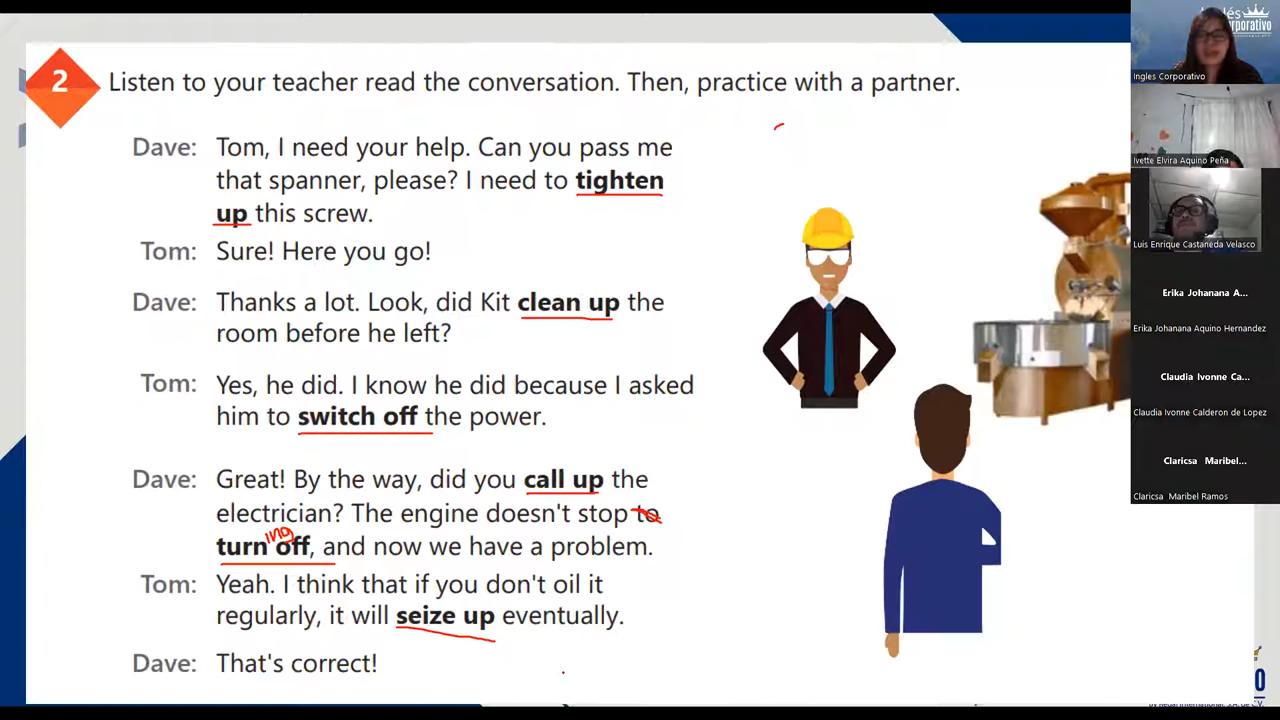 2 Listen to your teacher read the conversation. Then, practice with a partner.
Dave: Tom, I need your help. Can you pass me
that spanner, please? I need to tighten
up this screw.
Tom: Sure! Here you go!
Dave: Thanks a lot. Look, did Kit clean up the
room before he left?
Tom: Yes, he did. I know he did because I asked
him to switch off the power.
Dave: Great! By the way, did you call up the
electrician? The engine doesn't stop to
ing
turn off, and now we have a problem.
Tom: Yeah. I think that if you don't oil it
regularly, it will seize up eventually.
Dave: That's correct!
Ingles Corporativo
Ivette Elvira Aquino Peña
Luis Enrique Castaneda Velasco
Erika Johanana A...
Erika Johanana Aquino Hernandez
Claudia Ivonne Ca...
Claudia Ivonne Calderon de Lopez
Claricsa Maribel...
Claricsa Maribel Ramos